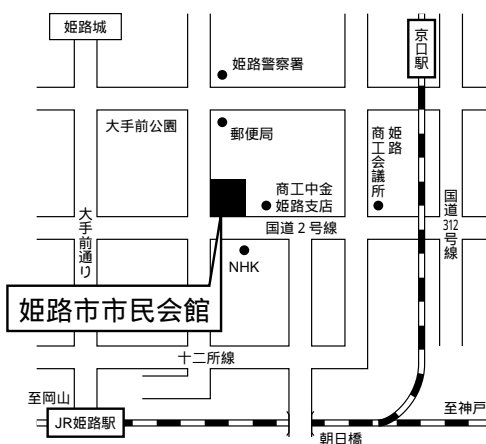 姫路城
京口駅
姫路警察署
大手前公園
郵便局
姫路
商工会議所
商工中金
姫路支店
国道312号線
大手前通り
国道2号線
NHK
姫路市市民会館
十二所線
至岡山
至神戸
JR姫路駅
朝日橋